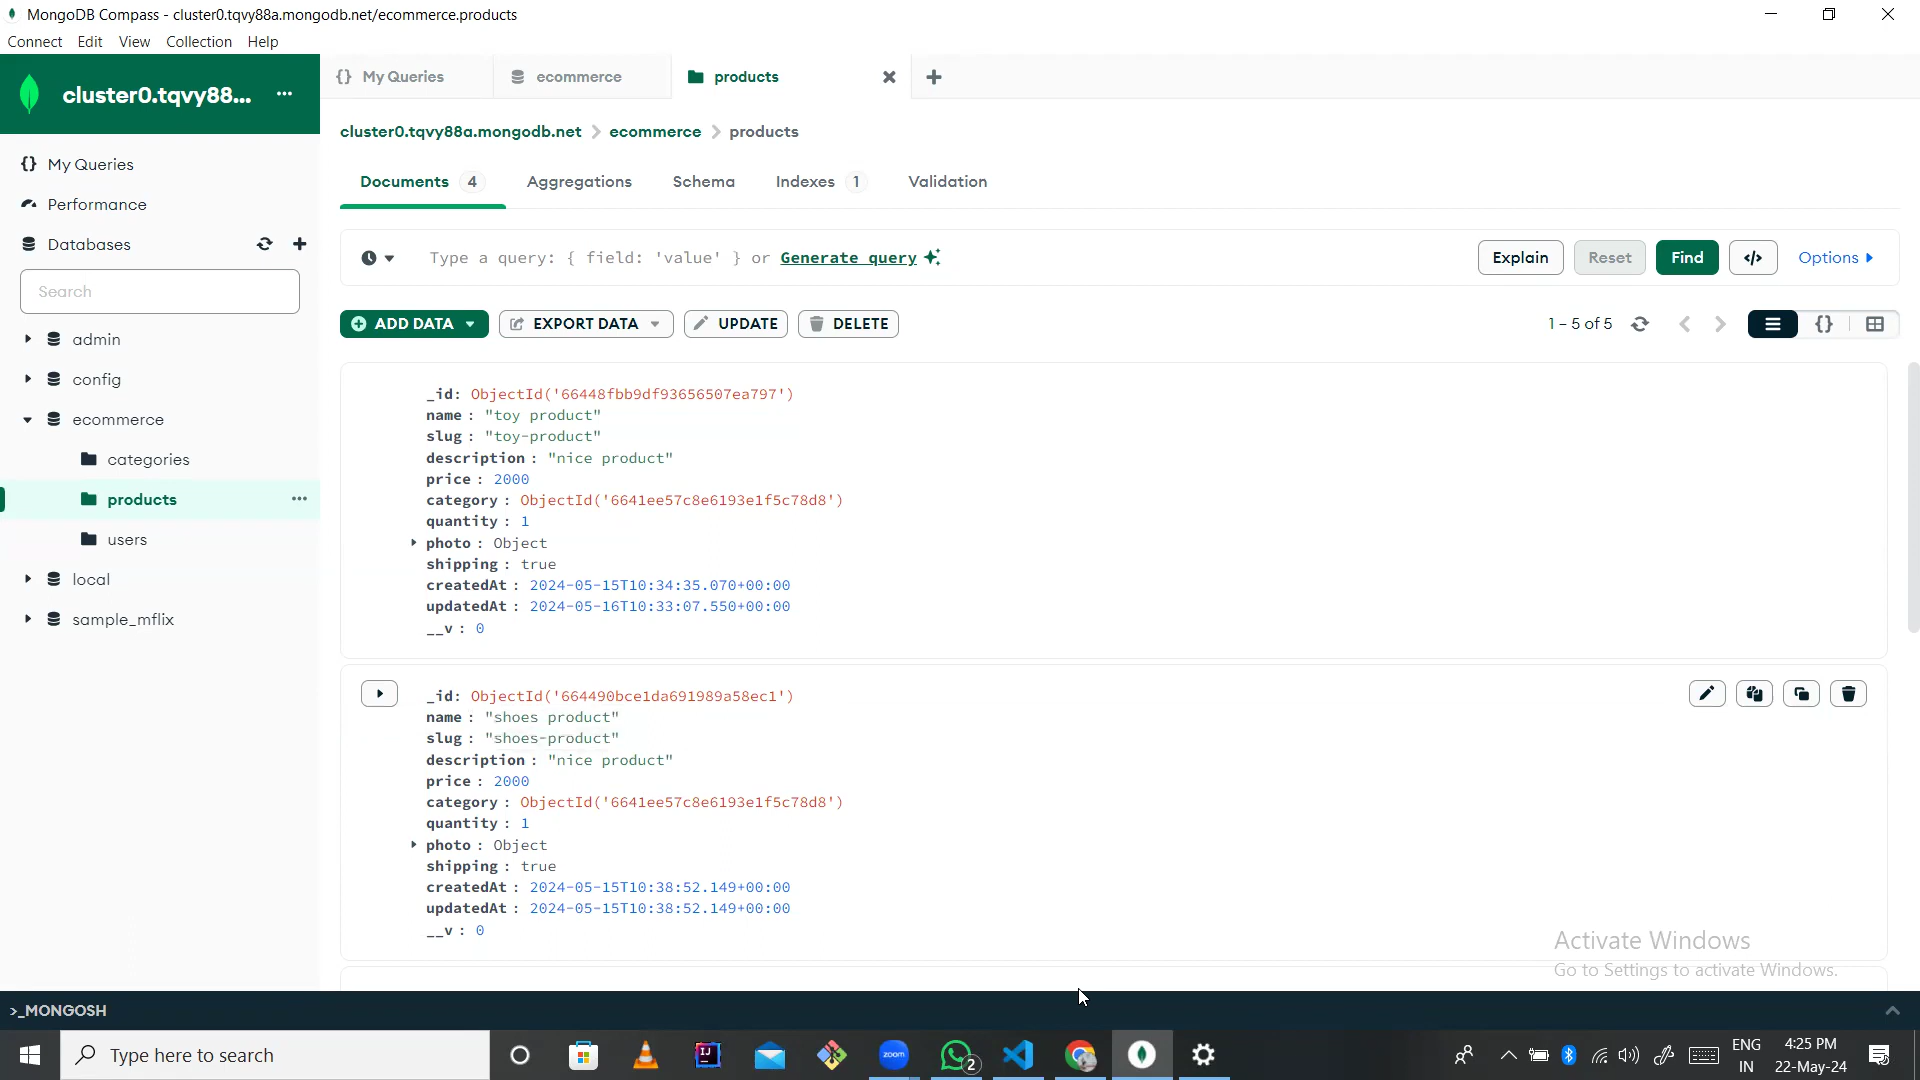 MongoDB Compass - cluster0.tqvy88a.mongodb.net/ecommerce.products
Connect Edit View Collection Help
cluster0.tqvy88... ···
{} My Queries
ecommerce
products
cluster0.tqvy88a.mongodb.net > ecommerce > products
{} My Queries
Performance
Databases
Search
admin
config
ecommerce
categories
products ···
users
local
sample_mflix
Documents 4 Aggregations Schema Indexes 1 Validation
Type a query: { field: 'value' } or Generate query
Explain Reset Find </> Options
ADD DATA EXPORT DATA UPDATE DELETE
1 – 5 of 5 {}
_id: ObjectId('66448fbb9df93656507ea797')
name : "toy product"
slug : "toy-product"
description : "nice product"
price : 2000
category : ObjectId('6641ee57c8e6193e1f5c78d8')
quantity : 1
photo : Object
shipping : true
createdAt : 2024-05-15T10:34:35.070+00:00
updatedAt : 2024-05-16T10:33:07.550+00:00
__v : 0
_id: ObjectId('664490bce1da691989a58ec1')
name : "shoes product"
slug : "shoes-product"
description : "nice product"
price : 2000
category : ObjectId('6641ee57c8e6193e1f5c78d8')
quantity : 1
photo : Object
shipping : true
createdAt : 2024-05-15T10:38:52.149+00:00
updatedAt : 2024-05-15T10:38:52.149+00:00
__v : 0
Activate Windows
Go to Settings to activate Windows.
>_MONGOSH
Type here to search
IJ
zoom
2
ENG
IN
4:25 PM
22-May-24